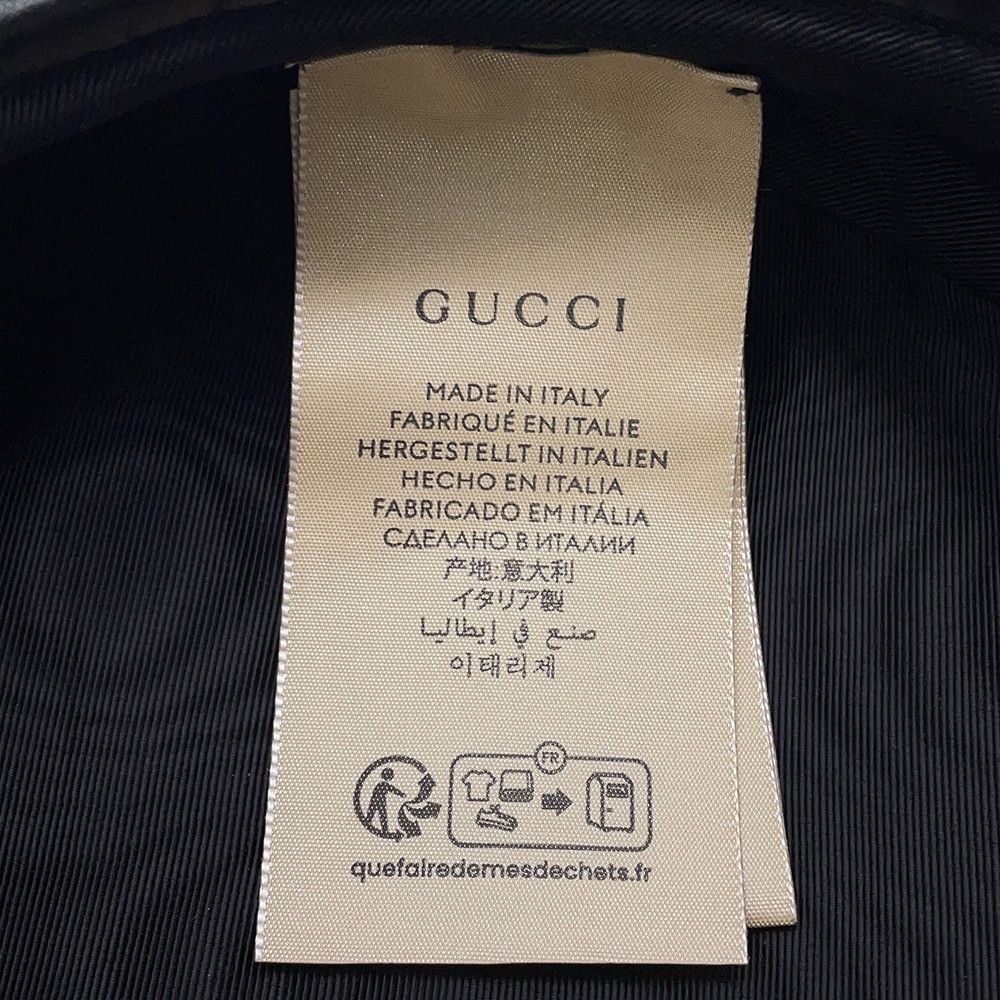 GUCCI
MADE IN ITALY
FABRIQUÉ EN ITALIE
HERGESTELLT IN ITALIEN
HECHO EN ITALIA
FABRICADO EM ITÁLIA
СДЕЛАНО В ИТАЛИИ
产地:意大利
イタリア製
صنع في إيطاليا
이태리제
FR
quefairedemesdechets.fr